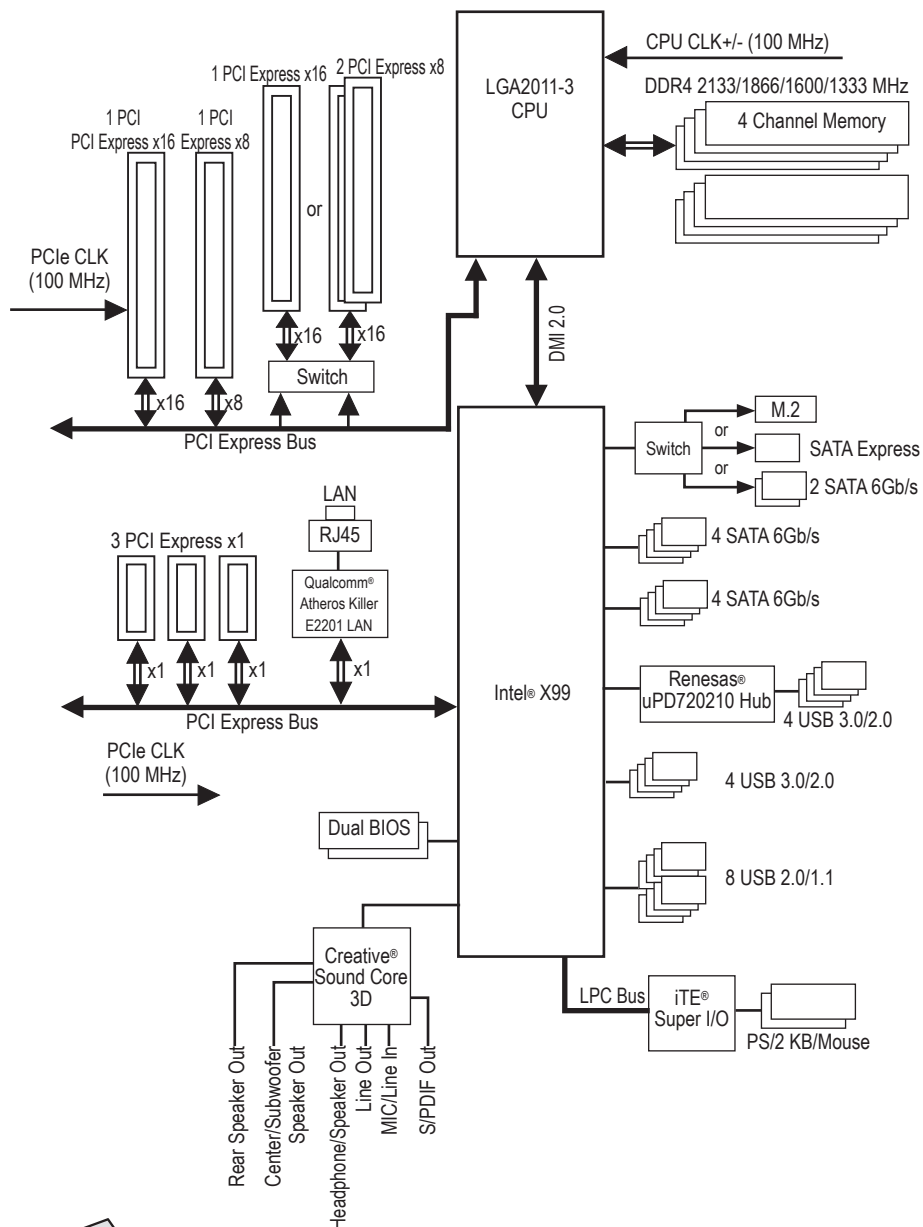 CPU CLK+/- (100 MHz)
LGA2011-3
CPU
DDR4 2133/1866/1600/1333 MHz
4 Channel Memory
1 PCI Express x16
2 PCI Express x8
1 PCI
PCI Express x16
1 PCI
Express x8
or
PCIe CLK
(100 MHz)
x16
x16
Switch
x16
x8
PCI Express Bus
DMI 2.0
Switch
M.2
or
SATA Express
or
2 SATA 6Gb/s
LAN
RJ45
3 PCI Express x1
Qualcomm®
Atheros Killer
E2201 LAN
4 SATA 6Gb/s
4 SATA 6Gb/s
x1
x1
x1
x1
Intel® X99
Renesas®
uPD720210 Hub
4 USB 3.0/2.0
PCI Express Bus
PCIe CLK
(100 MHz)
4 USB 3.0/2.0
Dual BIOS
8 USB 2.0/1.1
Creative®
Sound Core
3D
LPC Bus
iTE®
Super I/O
PS/2 KB/Mouse
Rear Speaker Out
Center/Subwoofer
Speaker Out
Headphone/Speaker Out
Line Out
MIC/Line In
S/PDIF Out